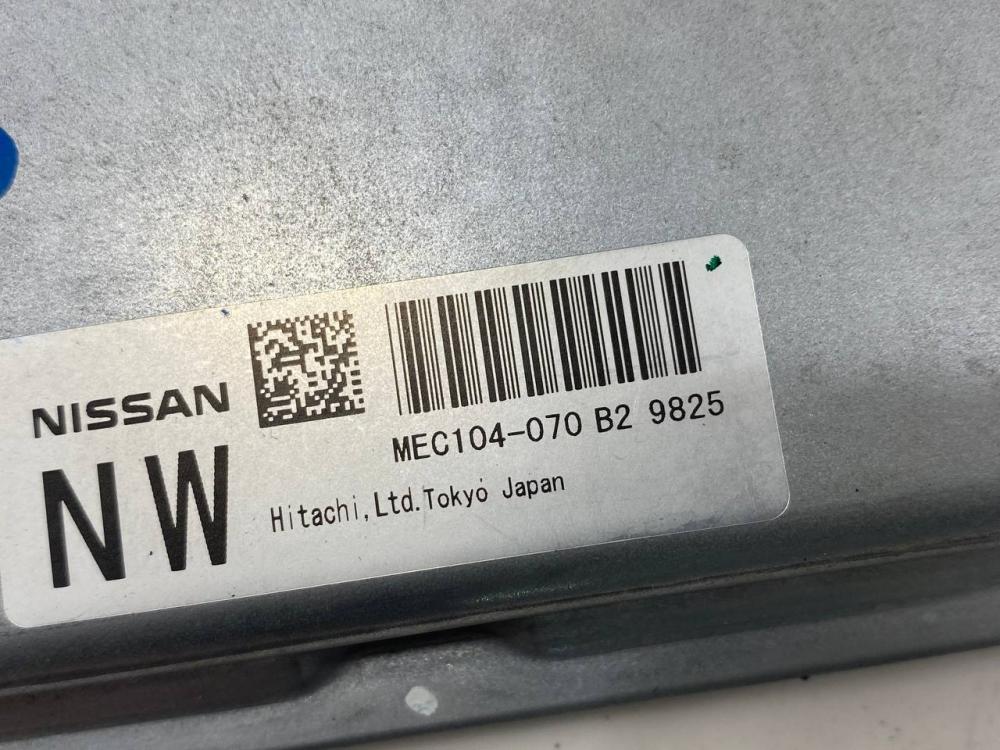 NISSAN
NW
MEC104-070 B2 9825
Hitachi,Ltd.Tokyo Japan